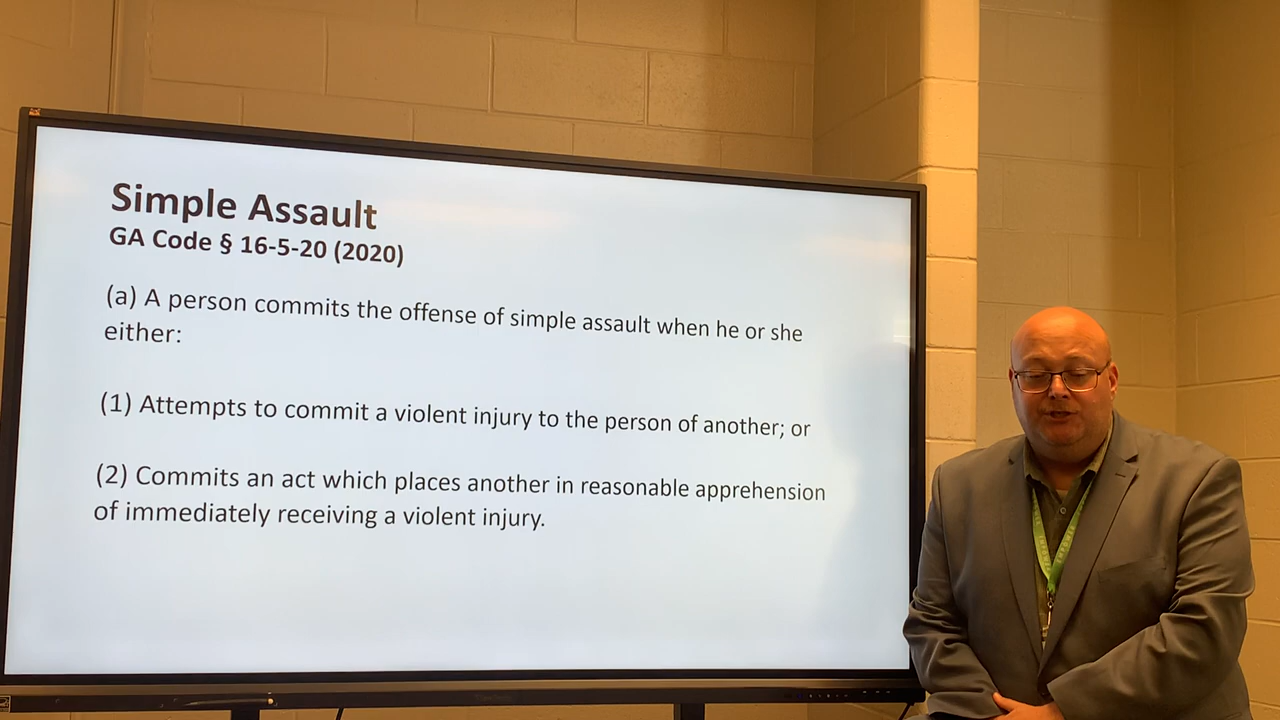 Simple Assault
GA Code § 16-5-20 (2020)
(a) A person commits the offense of simple assault when he or she
either:
(1) Attempts to commit a violent injury to the person of another; or
(2) Commits an act which places another in reasonable apprehension
of immediately receiving a violent injury.